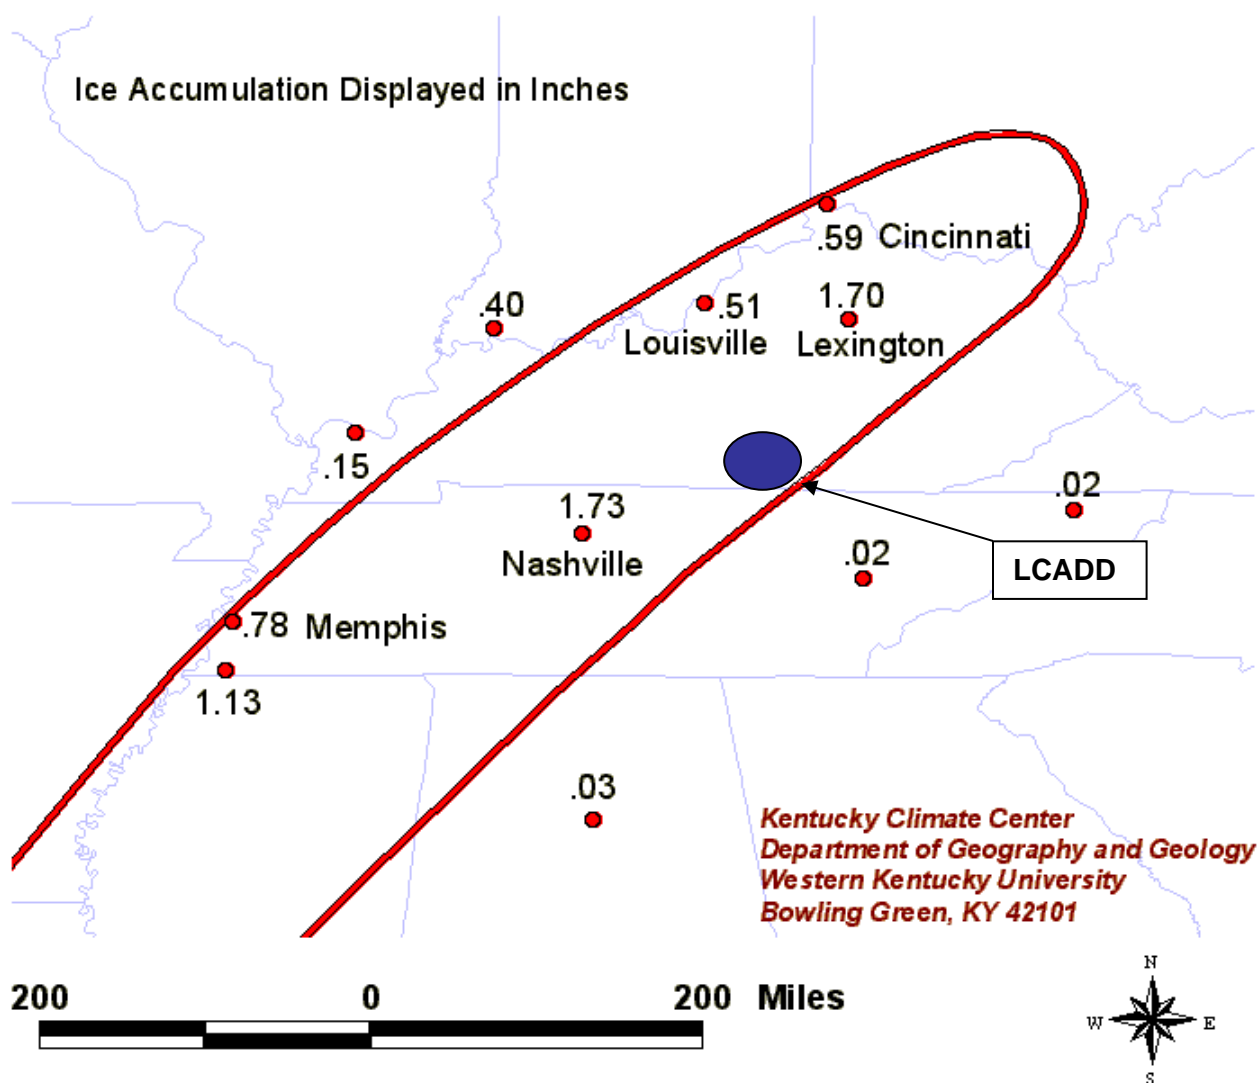 Ice Accumulation Displayed in Inches
.59 Cincinnati
.40
.51
1.70
Louisville
Lexington
.15
1.73
Nashville
.02
.02
LCADD
.78 Memphis
1.13
.03
Kentucky Climate Center
Department of Geography and Geology
Western Kentucky University
Bowling Green, KY 42101
200 0 200 Miles
N
W E
S